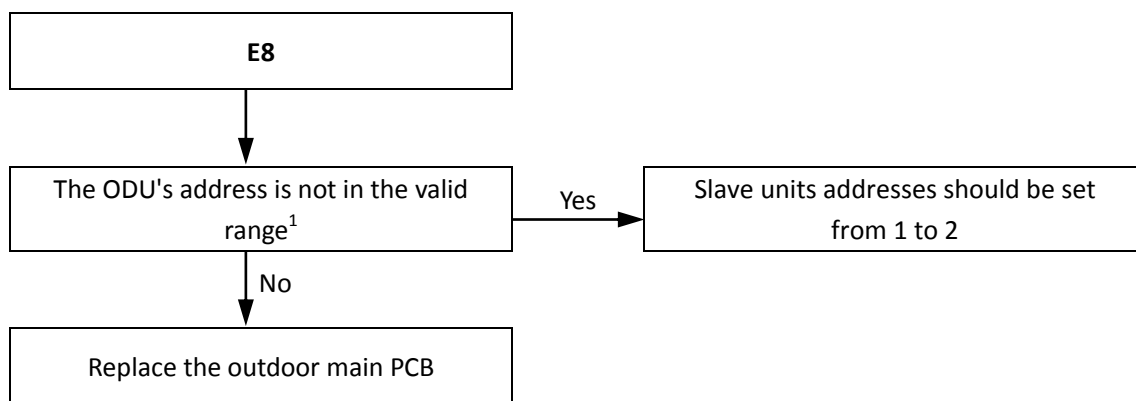 E8
The ODU's address is not in the valid
range¹
Yes
Slave units addresses should be set
from 1 to 2
No
Replace the outdoor main PCB